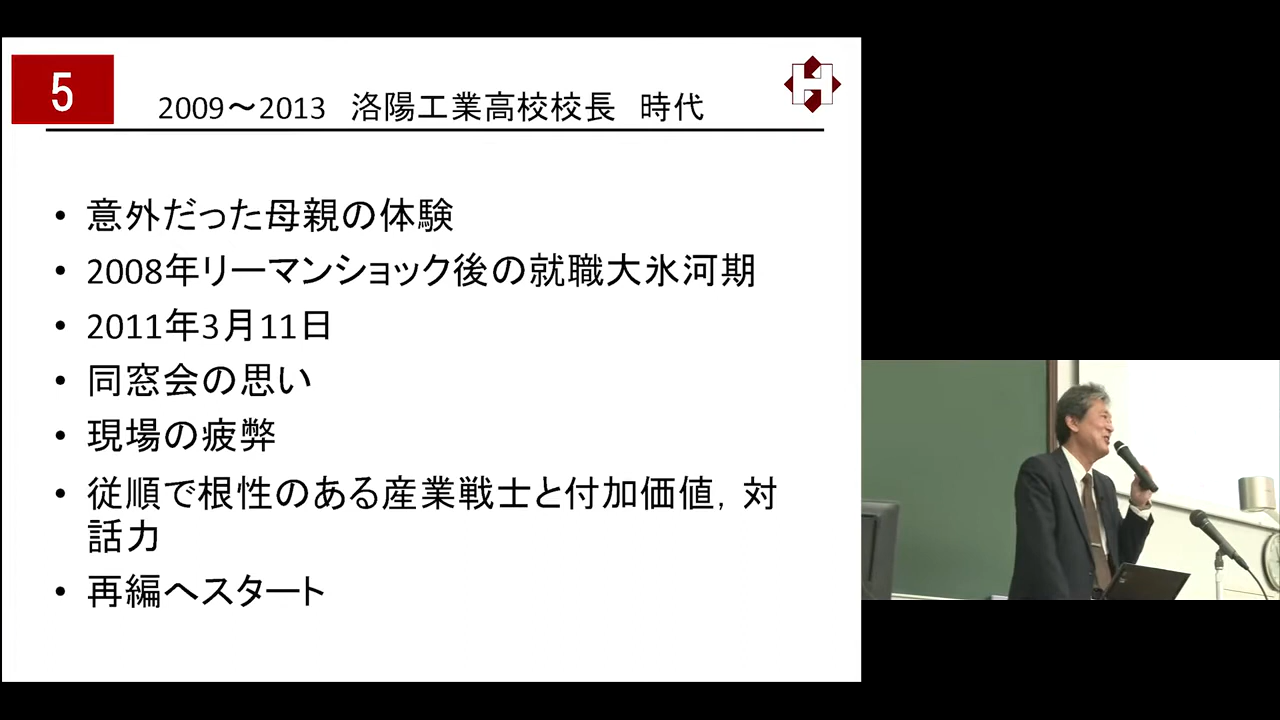 5
2009～2013　洛陽工業高校校長　時代
• 意外だった母親の体験
• 2008年リーマンショック後の就職大氷河期
• 2011年3月11日
• 同窓会の思い
• 現場の疲弊
• 従順で根性のある産業戦士と付加価値，対
話力
• 再編へスタート